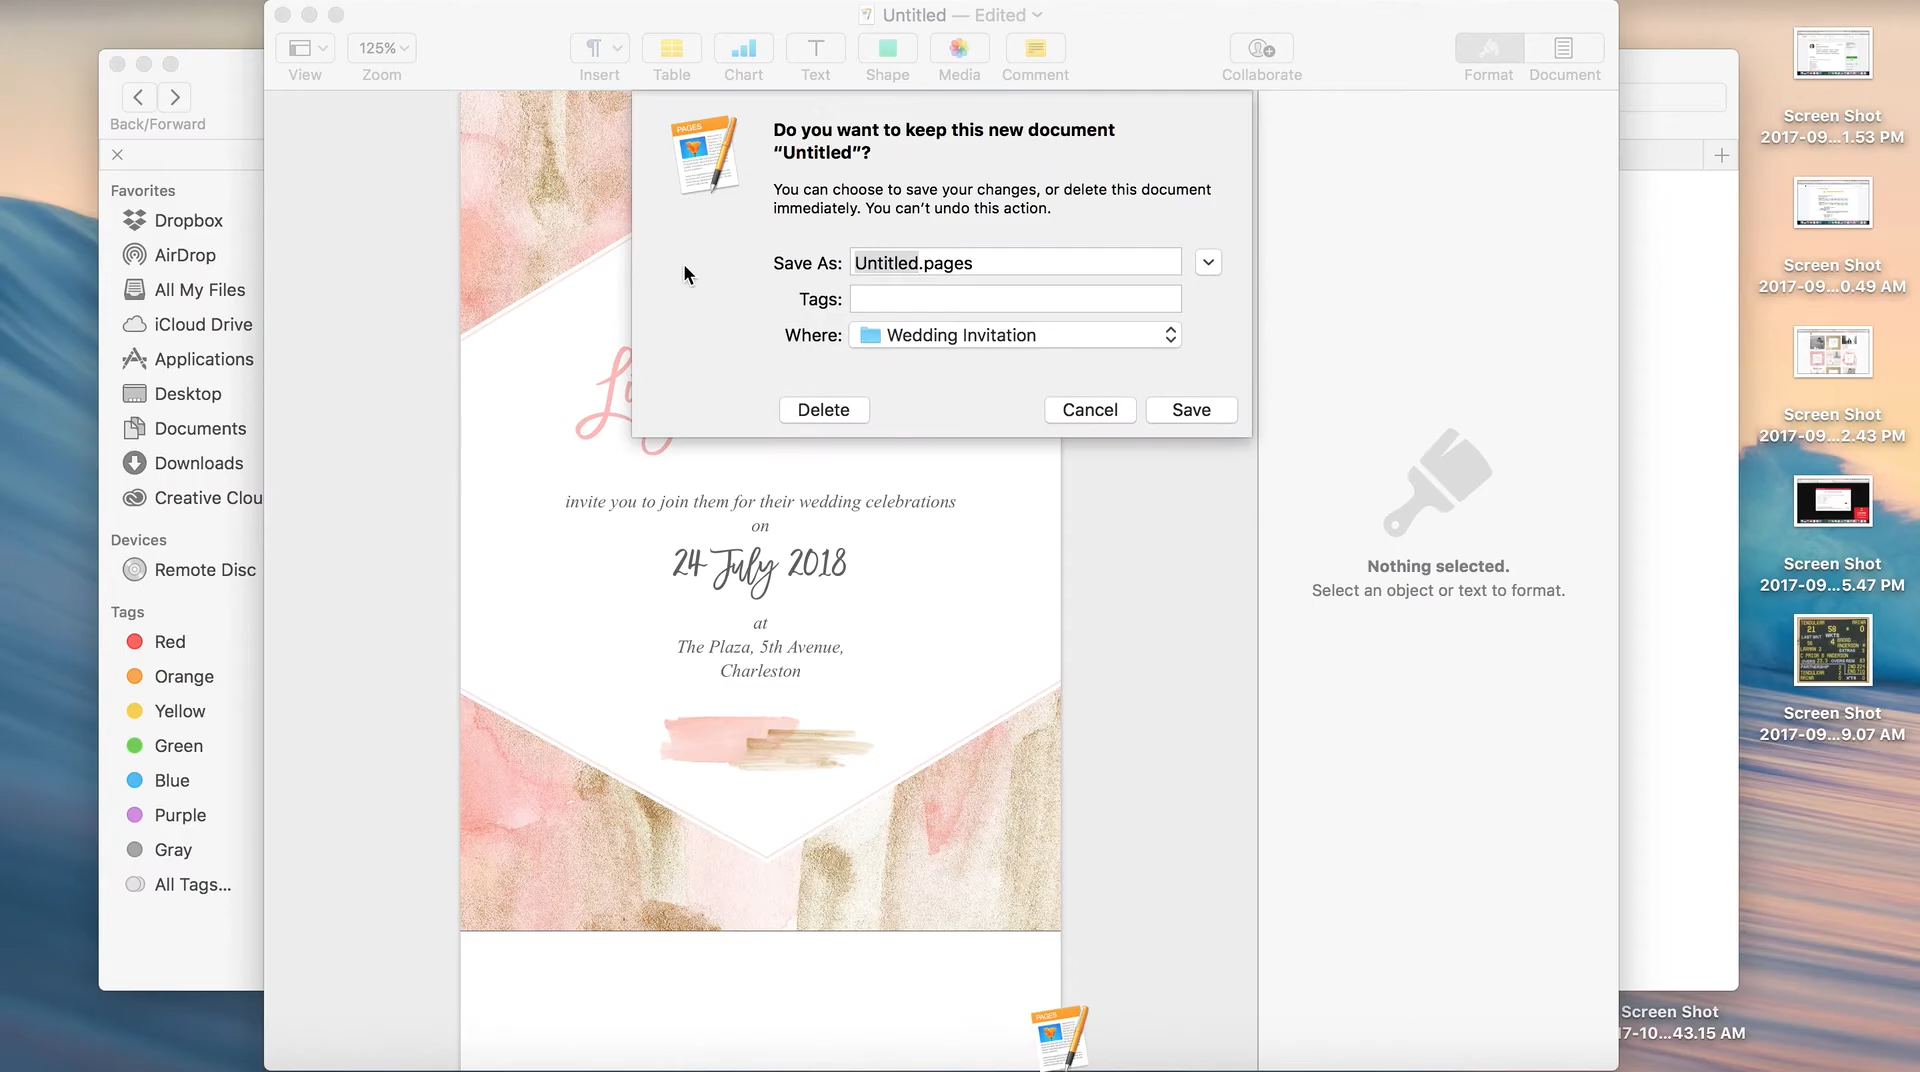 Untitled — Edited
View
125%
Zoom
Insert
Table
Chart
Text
Shape
Media
Comment
Collaborate
Format
Document
Back/Forward
Favorites
Dropbox
AirDrop
All My Files
iCloud Drive
Applications
Desktop
Documents
Downloads
Creative Clou
Devices
Remote Disc
Tags
Red
Orange
Yellow
Green
Blue
Purple
Gray
All Tags...
PAGES
Do you want to keep this new document
“Untitled”?
You can choose to save your changes, or delete this document
immediately. You can’t undo this action.
Save As: Untitled.pages
Tags:
Where: Wedding Invitation
Delete
Cancel
Save
invite you to join them for their wedding celebrations
on
24 July 2018
at
The Plaza, 5th Avenue,
Charleston
Nothing selected.
Select an object or text to format.
Screen Shot
2017-09...1.53 PM
Screen Shot
2017-09...0.49 AM
Screen Shot
2017-09...2.43 PM
Screen Shot
2017-09...5.47 PM
Screen Shot
2017-09...9.07 AM
Screen Shot
17-10...43.15 AM
PAGES